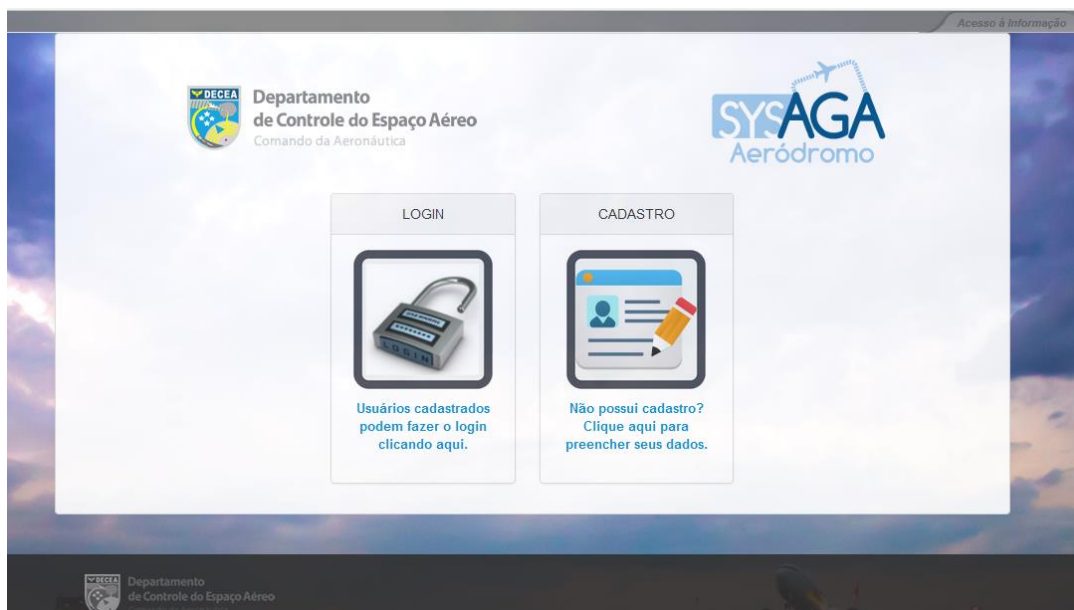 Acesso à Informação
DECEA
Departamento
de Controle do Espaço Aéreo
Comando da Aeronáutica
SYSAGA
Aeródromo
LOGIN
CADASTRO
LOGIN
Usuários cadastrados
podem fazer o login
clicando aqui.
Não possui cadastro?
Clique aqui para
preencher seus dados.
DECEA
Departamento
de Controle do Espaço Aéreo